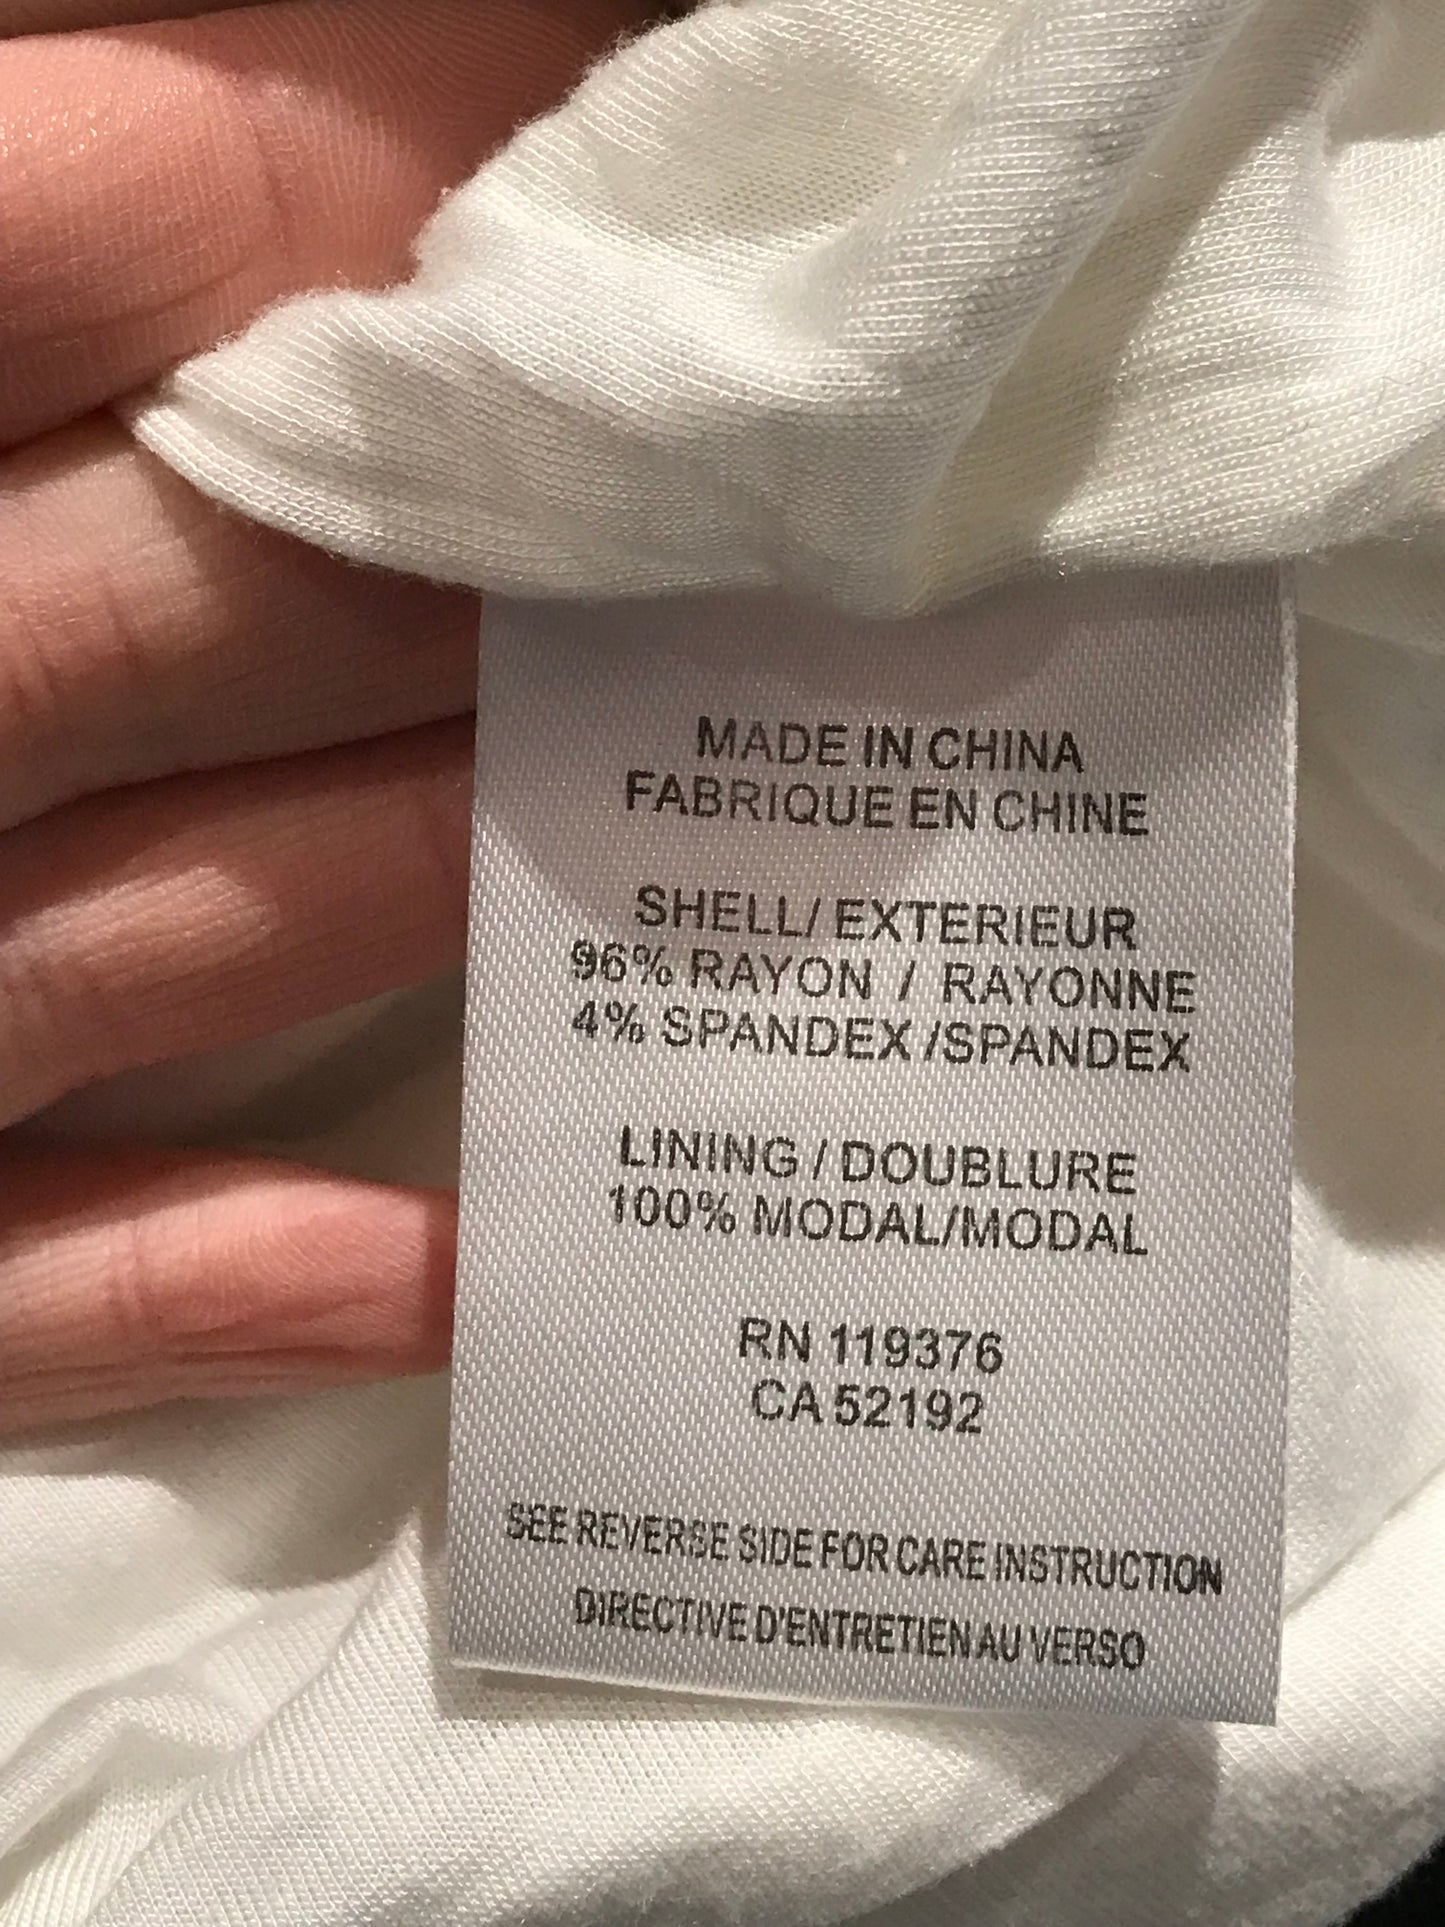 MADE IN CHINA
FABRIQUE EN CHINE
SHELL/ EXTERIEUR
96% RAYON / RAYONNE
4% SPANDEX /SPANDEX
LINING / DOUBLURE
100% MODAL/MODAL
RN 119376
CA 52192
SEE REVERSE SIDE FOR CARE INSTRUCTION
DIRECTIVE D'ENTRETIEN AU VERSO